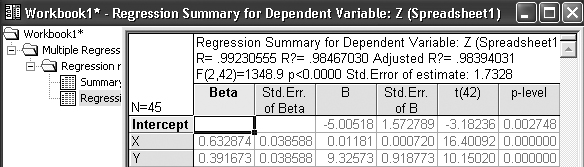 Workbook1* - Regression Summary for Dependent Variable: Z (Spreadsheet1)
Workbook1*
Multiple Regres
Regression r
Summary
Regres
Regression Summary for Dependent Variable: Z (Spreadsheet1
R= .99230555 R?= .98467030 Adjusted R?= .98394031
F(2,42)=1348.9 p<0.0000 Std.Error of estimate: 1.7328
N=45 Beta Std.Err. of Beta B Std.Err. of B t(42) p-level
Intercept -5.00518 1.572789 -3.18236 0.002748
X 0.632874 0.038588 0.01181 0.000720 16.40092 0.000000
Y 0.391673 0.038588 9.32573 0.918773 10.15020 0.000000